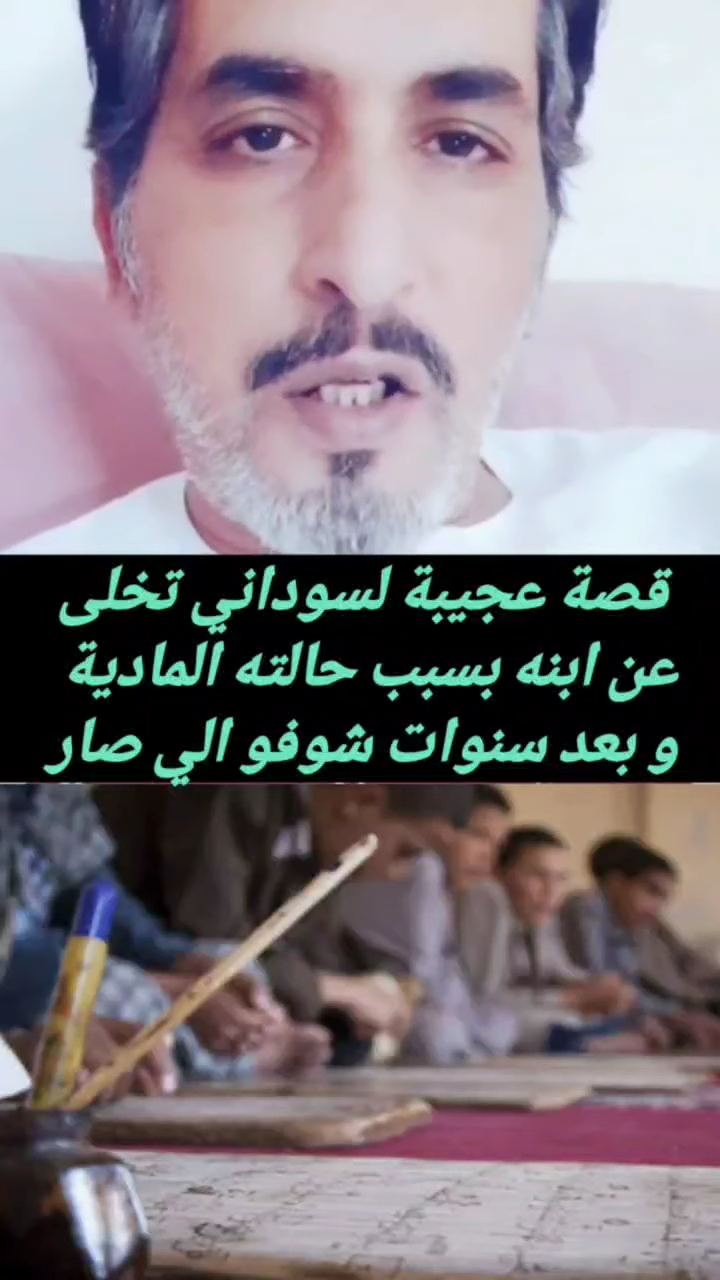 قصة عجيبة لسوداني تخلى
عن ابنه بسبب حالته المادية
و بعد سنوات شوفو الي صار